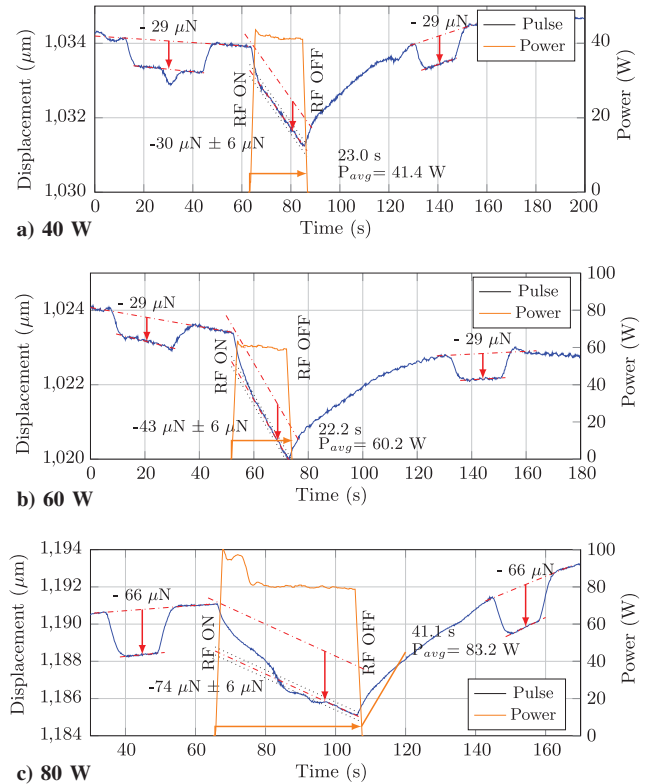 1,034
1,032
1,030
Displacement (μm)
- 29 μN
RF ON
RF OFF
-30 μN ± 6 μN
23.0 s
Pavg= 41.4 W
- 29 μN
Pulse
Power
40
20
0
Power (W)
0 20 40 60 80 100 120 140 160 180 200
Time (s)
a) 40 W
1,024
1,022
1,020
Displacement (μm)
- 29 μN
RF ON
RF OFF
-43 μN ± 6 μN
22.2 s
Pavg= 60.2 W
- 29 μN
Pulse
Power
100
80
60
40
20
0
Power (W)
0 20 40 60 80 100 120 140 160 180
Time (s)
b) 60 W
1,194
1,192
1,190
1,188
1,186
1,184
Displacement (μm)
- 66 μN
RF ON
RF OFF
-74 μN ± 6 μN
41.1 s
Pavg= 83.2 W
- 66 μN
Pulse
Power
100
80
60
40
20
0
Power (W)
40 60 80 100 120 140 160
Time (s)
c) 80 W